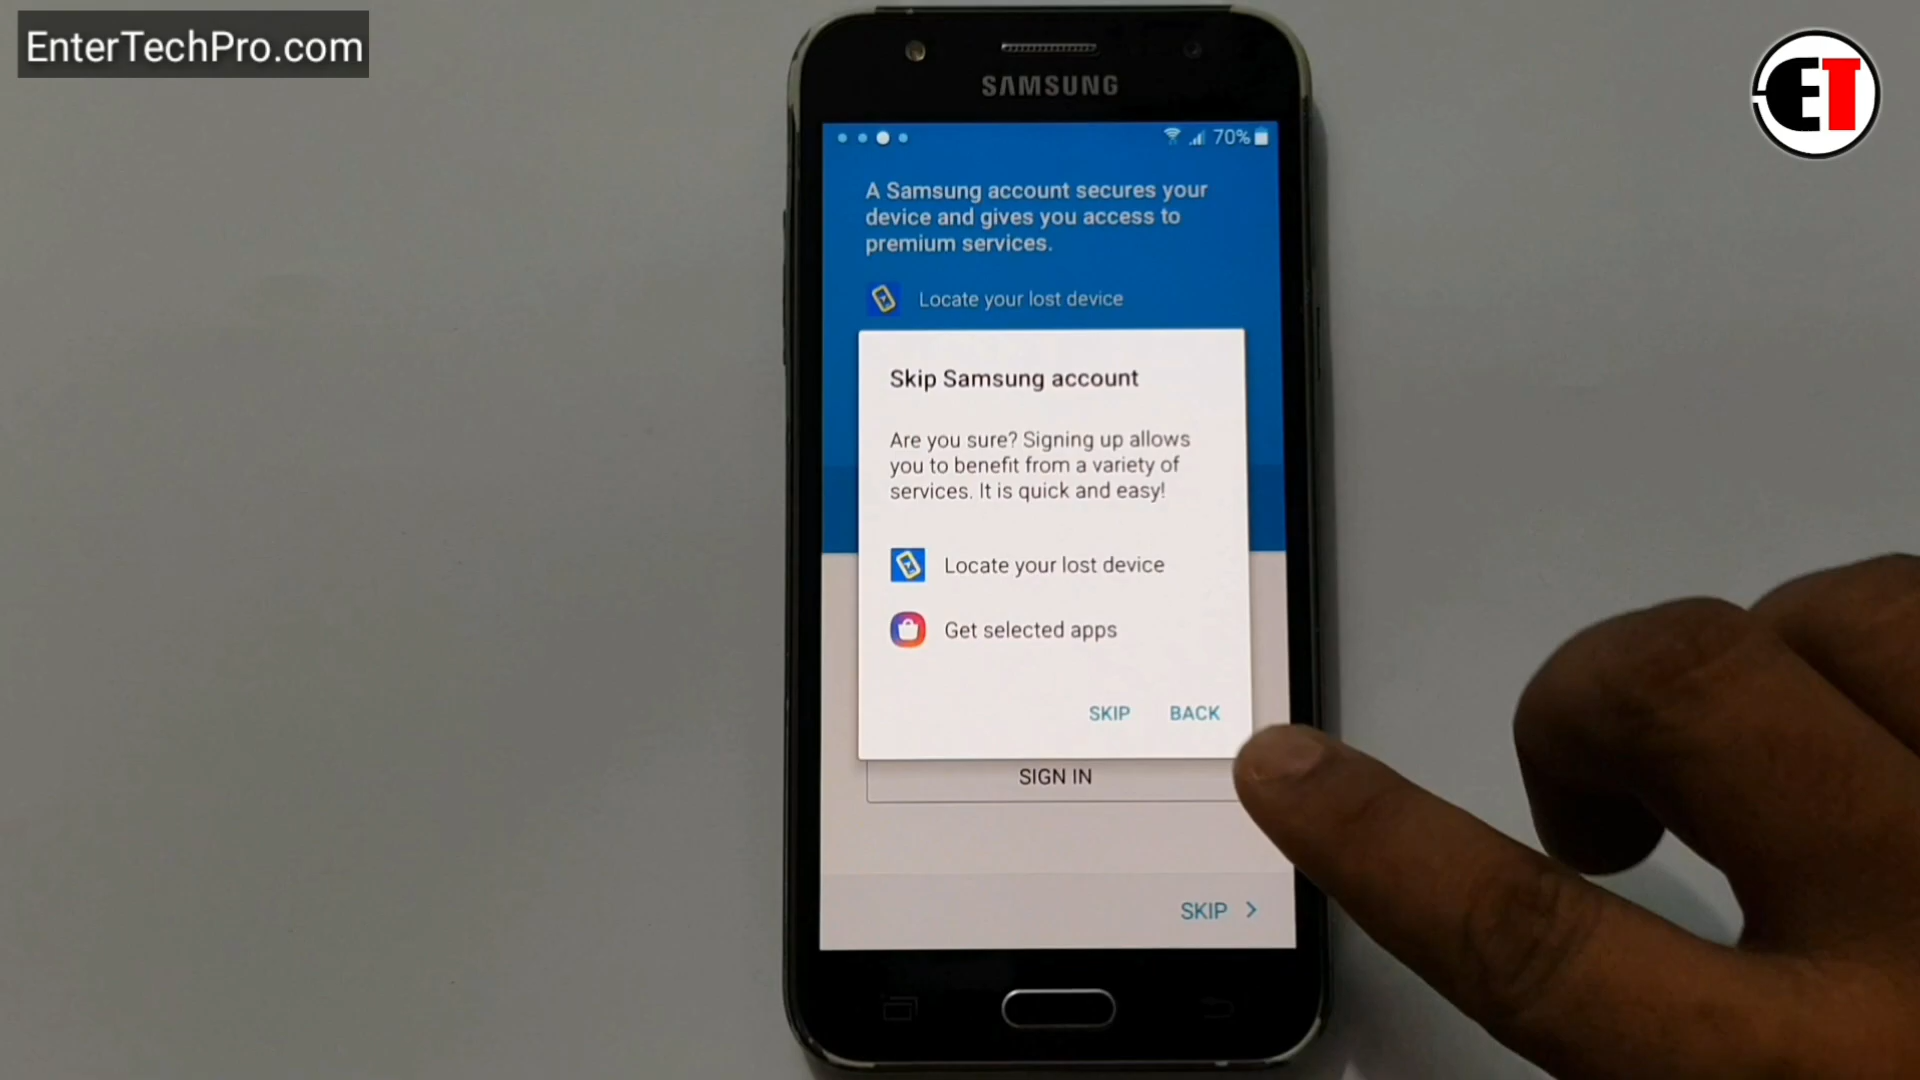 EnterTechPro.com
ET
SAMSUNG
70%
A Samsung account secures your
device and gives you access to
premium services.
Locate your lost device
Skip Samsung account
Are you sure? Signing up allows
you to benefit from a variety of
services. It is quick and easy!
Locate your lost device
Get selected apps
SKIP BACK
SIGN IN
SKIP